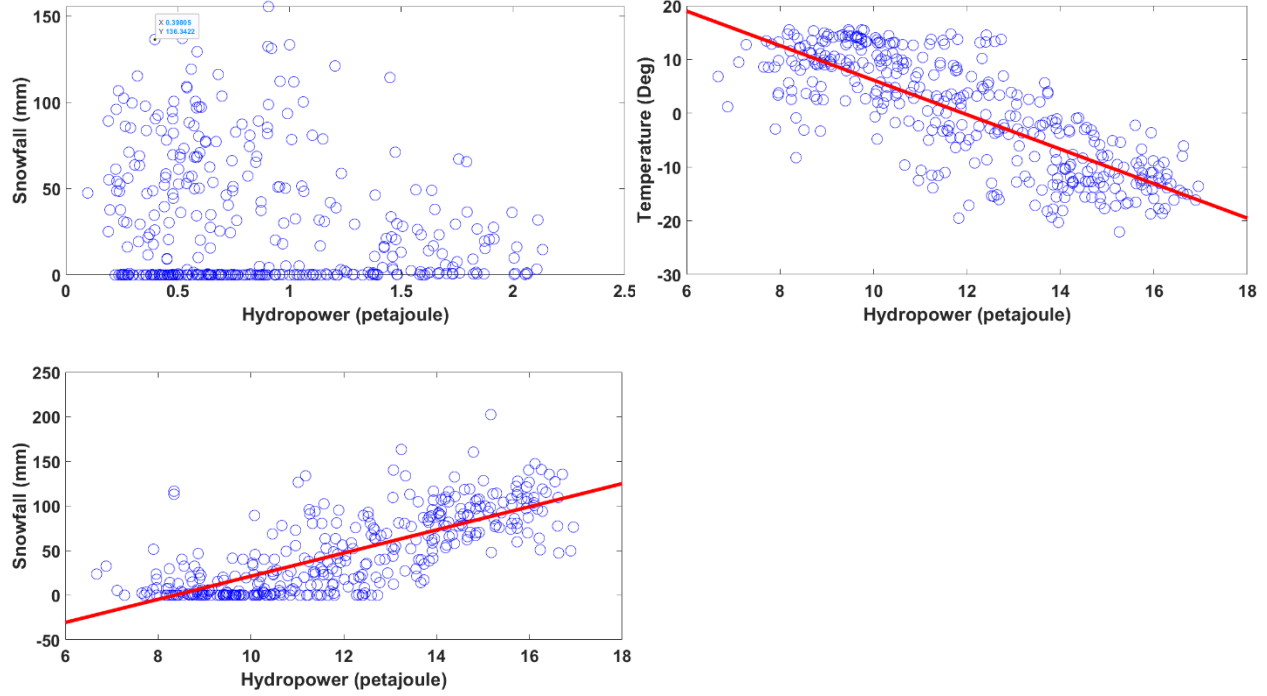 150
100
50
0
Snowfall (mm)
X 0.39805
Y 136.3422
0 0.5 1 1.5 2 2.5
Hydropower (petajoule)
20
10
0
-10
-20
-30
Temperature (Deg)
6 8 10 12 14 16 18
Hydropower (petajoule)
250
200
150
100
50
0
-50
Snowfall (mm)
6 8 10 12 14 16 18
Hydropower (petajoule)